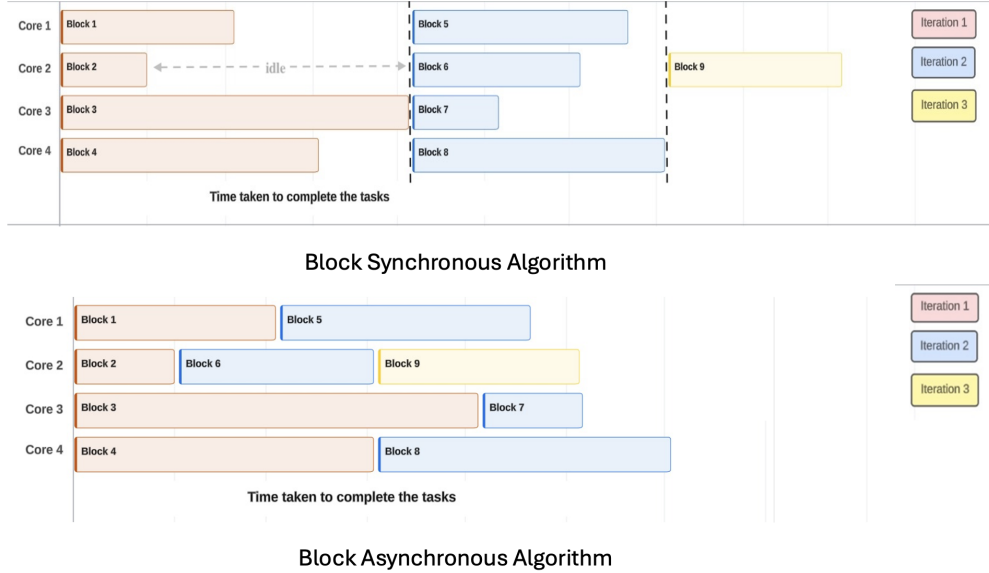 Core 1
Block 1
Block 5
Iteration 1
Core 2
Block 2
idle
Block 6
Block 9
Iteration 2
Core 3
Block 3
Block 7
Iteration 3
Core 4
Block 4
Block 8
Time taken to complete the tasks
Block Synchronous Algorithm
Core 1
Block 1
Block 5
Iteration 1
Core 2
Block 2
Block 6
Block 9
Iteration 2
Core 3
Block 3
Block 7
Iteration 3
Core 4
Block 4
Block 8
Time taken to complete the tasks
Block Asynchronous Algorithm